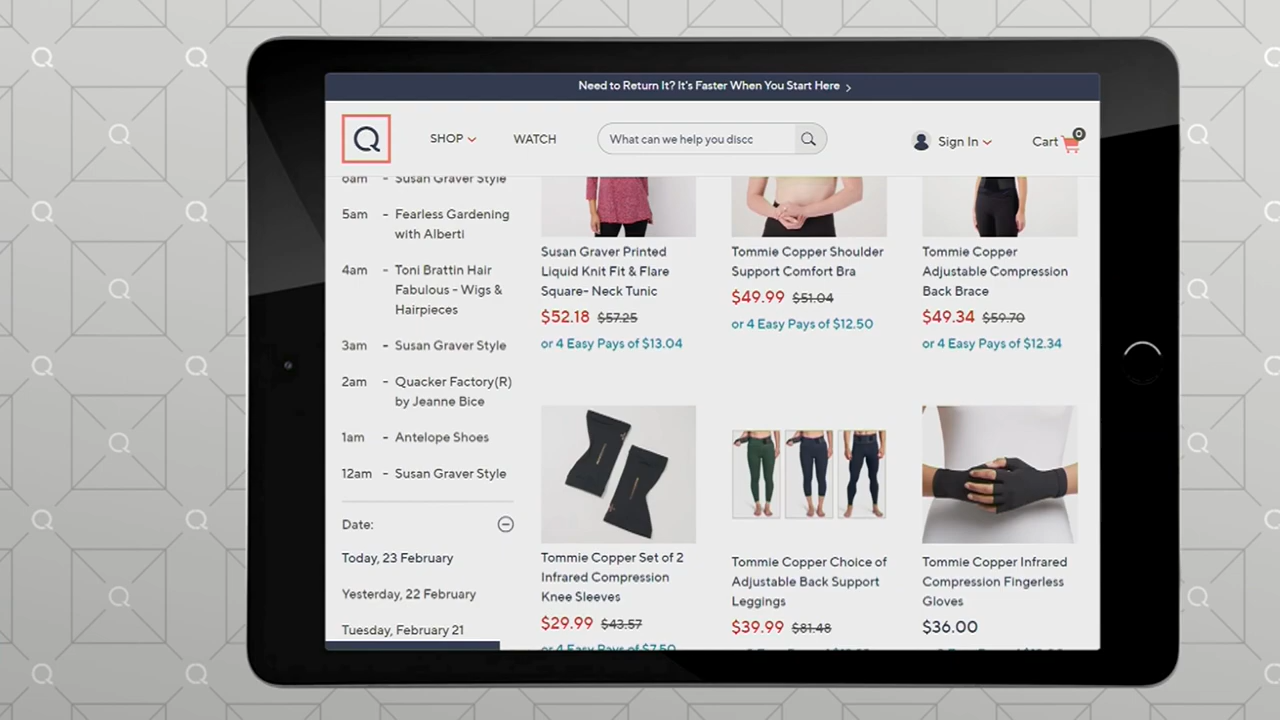 Need to Return It? It's Faster When You Start Here
Q
SHOP
WATCH
What can we help you discc
Sign In
Cart
0
6am - Susan Graver Style
5am - Fearless Gardening
with Alberti
4am - Toni Brattin Hair
Fabulous - Wigs &
Hairpieces
3am - Susan Graver Style
2am - Quacker Factory(R)
by Jeanne Bice
1am - Antelope Shoes
12am - Susan Graver Style
Date:
Today, 23 February
Yesterday, 22 February
Tuesday, February 21
Susan Graver Printed
Liquid Knit Fit & Flare
Square- Neck Tunic
$52.18 $57.25
or 4 Easy Pays of $13.04
Tommie Copper Shoulder
Support Comfort Bra
$49.99 $51.04
or 4 Easy Pays of $12.50
Tommie Copper
Adjustable Compression
Back Brace
$49.34 $59.70
or 4 Easy Pays of $12.34
Tommie Copper Set of 2
Infrared Compression
Knee Sleeves
$29.99 $43.57
or 4 Easy Pays of $7.50
Tommie Copper Choice of
Adjustable Back Support
Leggings
$39.99 $81.48
Tommie Copper Infrared
Compression Fingerless
Gloves
$36.00